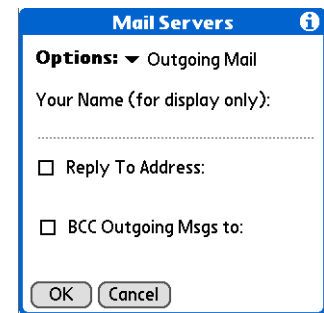 Mail Servers
Options: Outgoing Mail
Your Name (for display only):
Reply To Address:
BCC Outgoing Msgs to:
OK Cancel